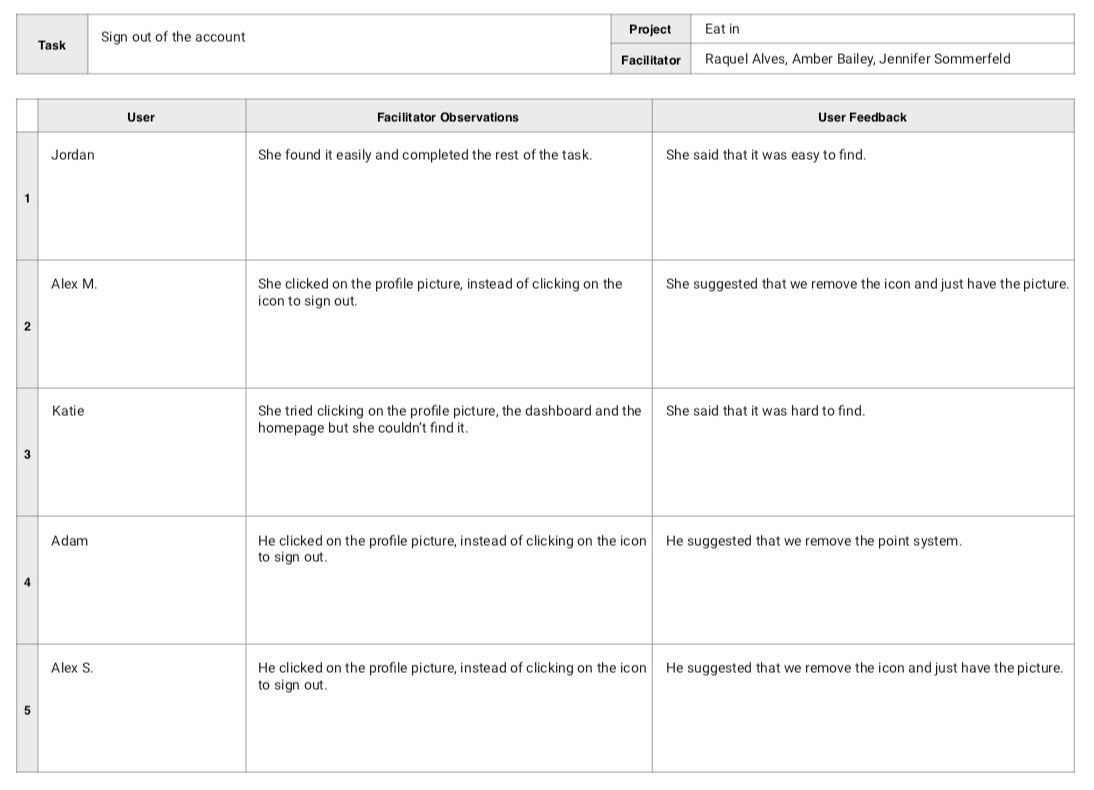 Task
Sign out of the account
Project
Eat in
Facilitator
Raquel Alves, Amber Bailey, Jennifer Sommerfeld
User
Facilitator Observations
User Feedback
1
Jordan
She found it easily and completed the rest of the task.
She said that it was easy to find.
2
Alex M.
She clicked on the profile picture, instead of clicking on the
icon to sign out.
She suggested that we remove the icon and just have the picture.
3
Katie
She tried clicking on the profile picture, the dashboard and the
homepage but she couldn't find it.
She said that it was hard to find.
4
Adam
He clicked on the profile picture, instead of clicking on the icon
to sign out.
He suggested that we remove the point system.
5
Alex S.
He clicked on the profile picture, instead of clicking on the icon
to sign out.
He suggested that we remove the icon and just have the picture.